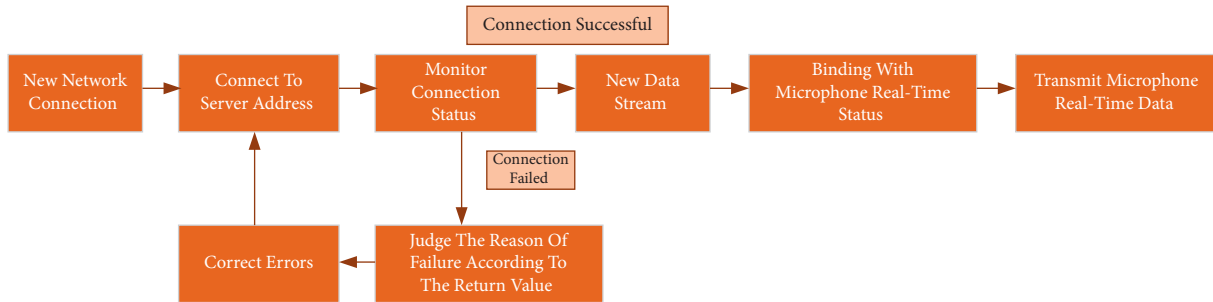 Connection Successful
New Network
Connection
Connect To
Server Address
Monitor
Connection
Status
New Data
Stream
Binding With
Microphone Real-Time
Status
Transmit Microphone
Real-Time Data
Connection
Failed
Correct Errors
Judge The Reason Of
Failure According To
The Return Value